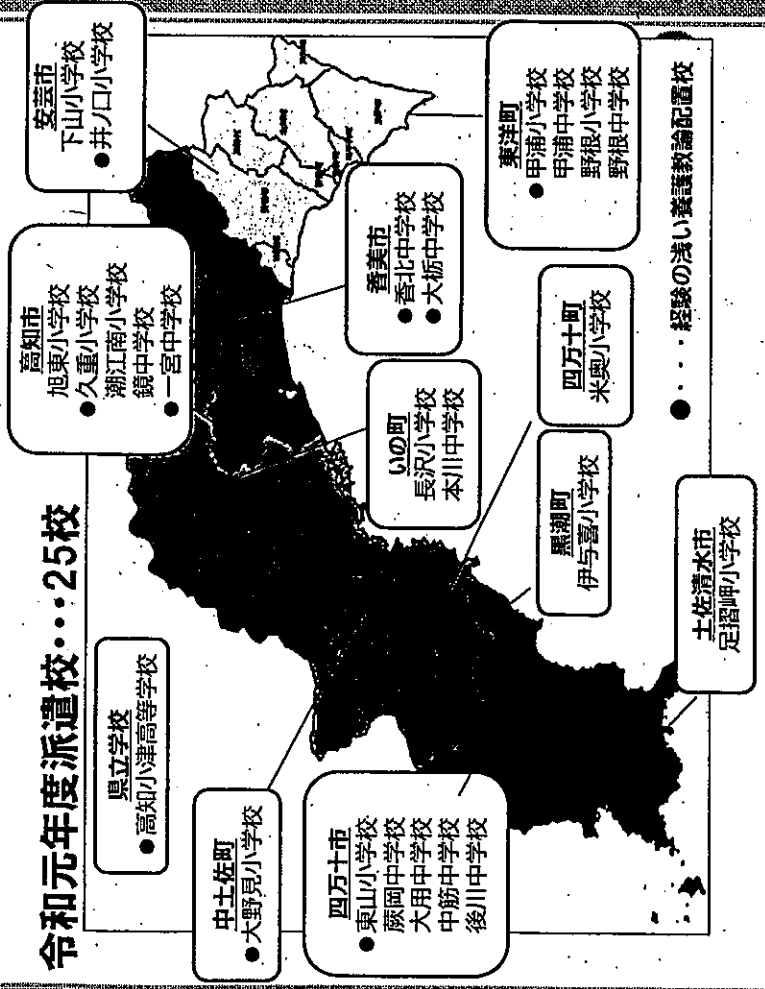 令和元年度派遣校・・・25校
県立学校
●高知小津高等学校
高知市
旭東小学校
●久重小学校
潮江南小学校
鏡中学校
●一宮中学校
安芸市
下山小学校
●井ノ口小学校
中土佐町
●大野見小学校
いの町
長沢小学校
本川中学校
香美市
●香北中学校
●大栃中学校
四万十市
●東山小学校
蕨岡中学校
大用中学校
中筋中学校
後川中学校
黒潮町
伊与喜小学校
四万十町
米奥小学校
東洋町
●甲浦小学校
甲浦中学校
野根小学校
野根中学校
土佐清水市
足摺岬小学校
●・・・経験の浅い養護教諭配置校